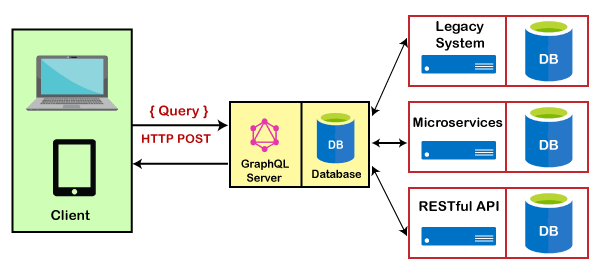 Client
{ Query }
HTTP POST
GraphQL
Server
DB
Database
Legacy
System
DB
Microservices
DB
RESTful API
DB